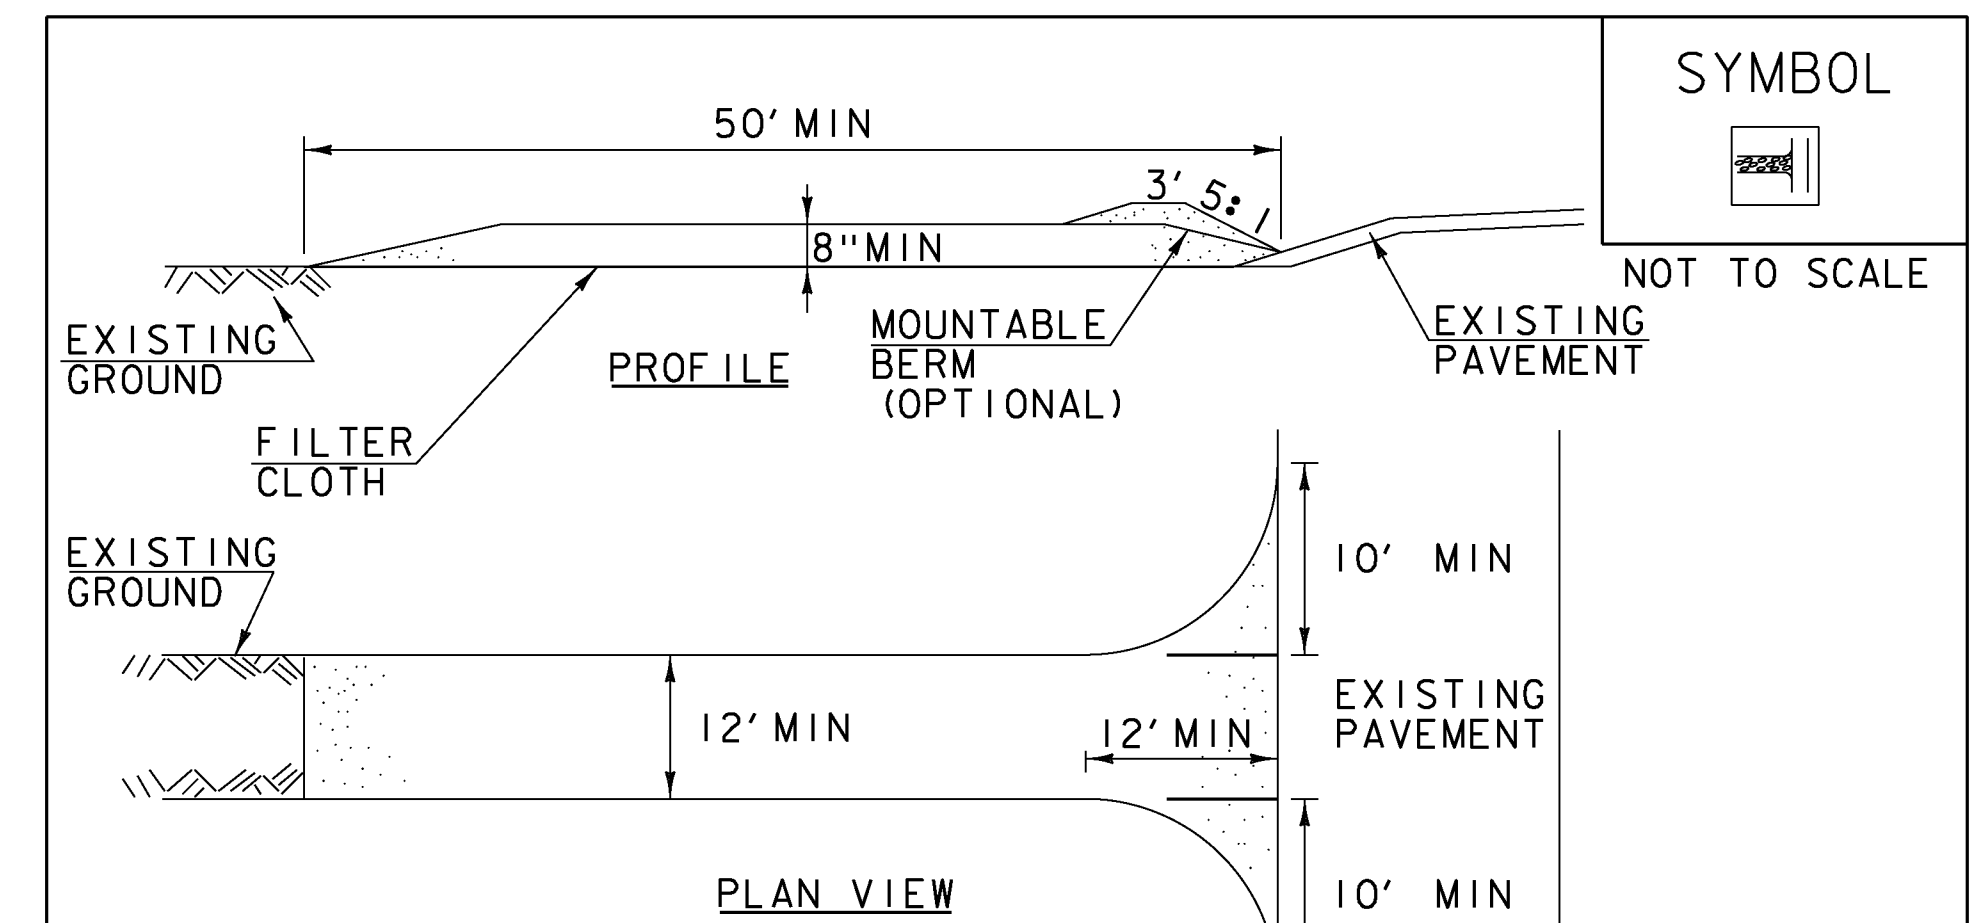 SYMBOL
50' MIN
3' 5:1
8" MIN
NOT TO SCALE
EXISTING
GROUND
PROFILE
MOUNTABLE
BERM
(OPTIONAL)
EXISTING
PAVEMENT
FILTER
CLOTH
EXISTING
GROUND
10' MIN
12' MIN
12' MIN
EXISTING
PAVEMENT
PLAN VIEW
10' MIN